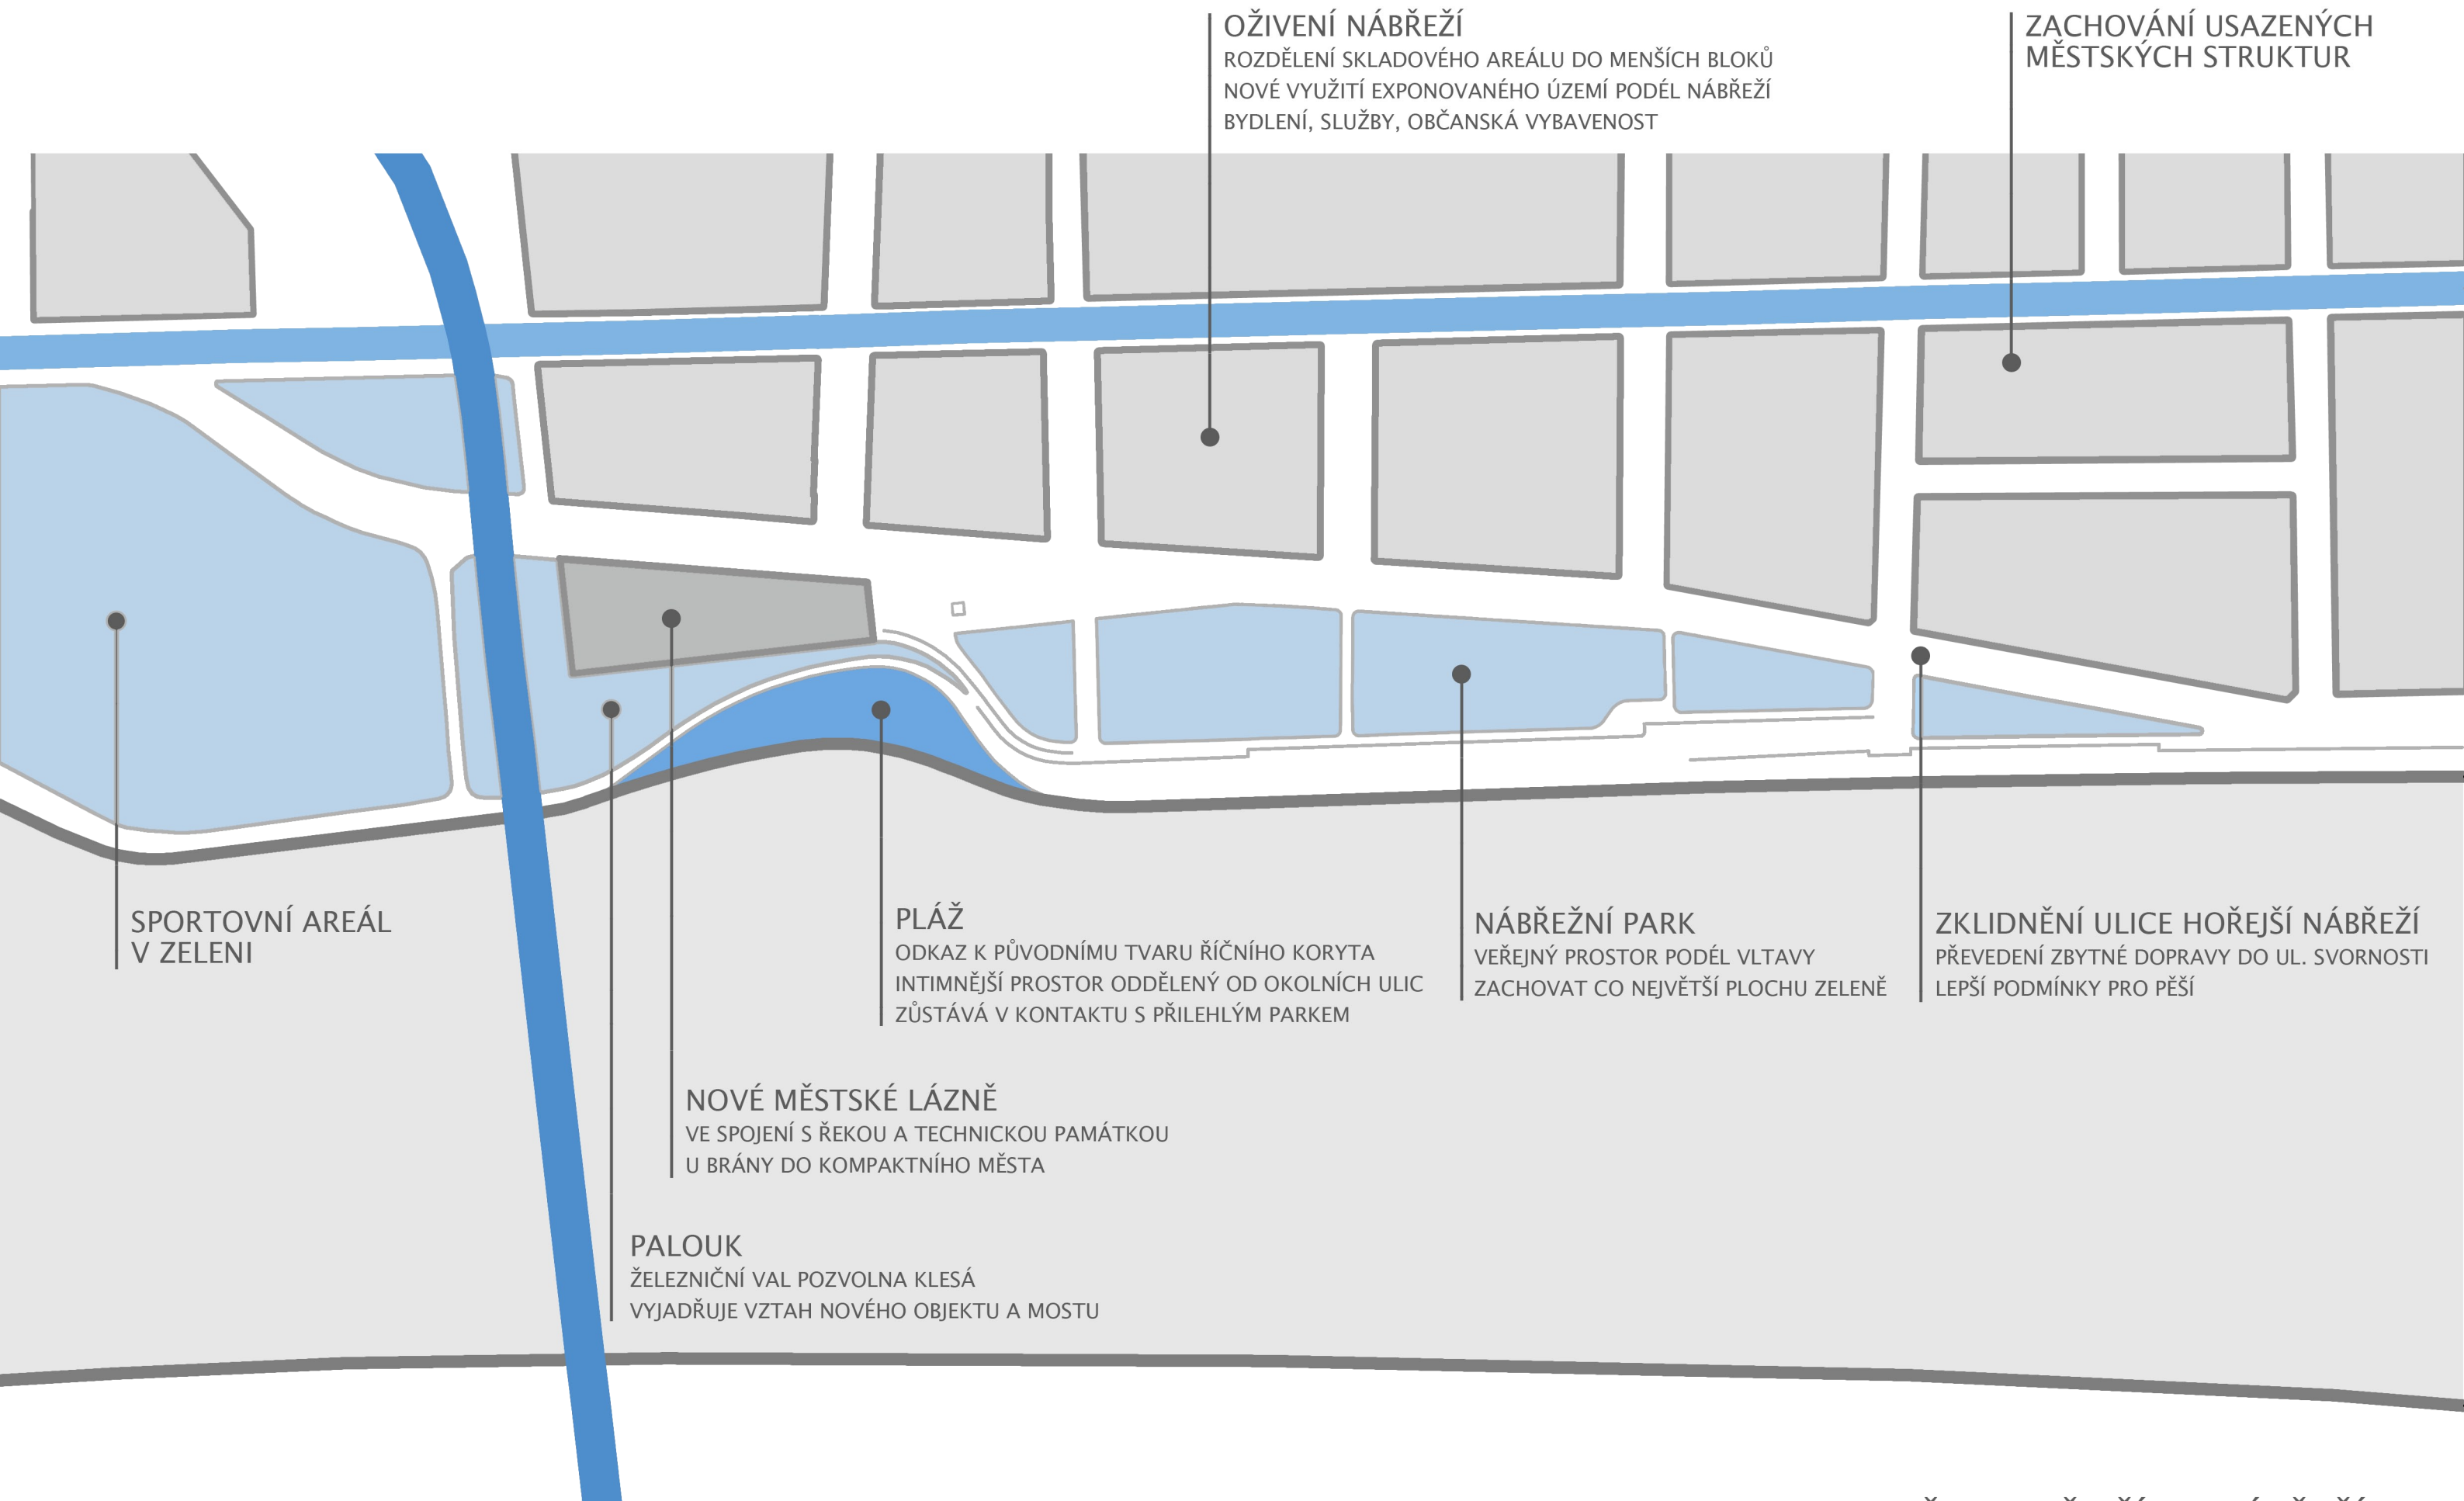 OŽIVENÍ NÁBŘEŽÍ
ROZDĚLENÍ SKLADOVÉHO AREÁLU DO MENŠÍCH BLOKŮ
NOVÉ VYUŽITÍ EXPONOVANÉHO ÚZEMÍ PODÉL NÁBŘEŽÍ
BYDLENÍ, SLUŽBY, OBČANSKÁ VYBAVENOST
ZACHOVÁNÍ USAZENÝCH
MĚSTSKÝCH STRUKTUR
SPORTOVNÍ AREÁL
V ZELENI
PLÁŽ
ODKAZ K PŮVODNÍMU TVARU ŘÍČNÍHO KORYTA
INTIMNĚJŠÍ PROSTOR ODDĚLENÝ OD OKOLNÍCH ULIC
ZŮSTÁVÁ V KONTAKTU S PŘILEHLÝM PARKEM
NÁBŘEŽNÍ PARK
VEŘEJNÝ PROSTOR PODÉL VLTAVY
ZACHOVAT CO NEJVĚTŠÍ PLOCHU ZELENĚ
ZKLIDNĚNÍ ULICE HOŘEJŠÍ NÁBŘEŽÍ
PŘEVEDENÍ ZBYTNÉ DOPRAVY DO UL. SVORNOSTI
LEPŠÍ PODMÍNKY PRO PĚŠÍ
NOVÉ MĚSTSKÉ LÁZNĚ
VE SPOJENÍ S ŘEKOU A TECHNICKOU PAMÁTKOU
U BRÁNY DO KOMPAKTNÍHO MĚSTA
PALOUK
ŽELEZNIČNÍ VAL POZVOLNA KLESÁ
VYJADŘUJE VZTAH NOVÉHO OBJEKTU A MOSTU